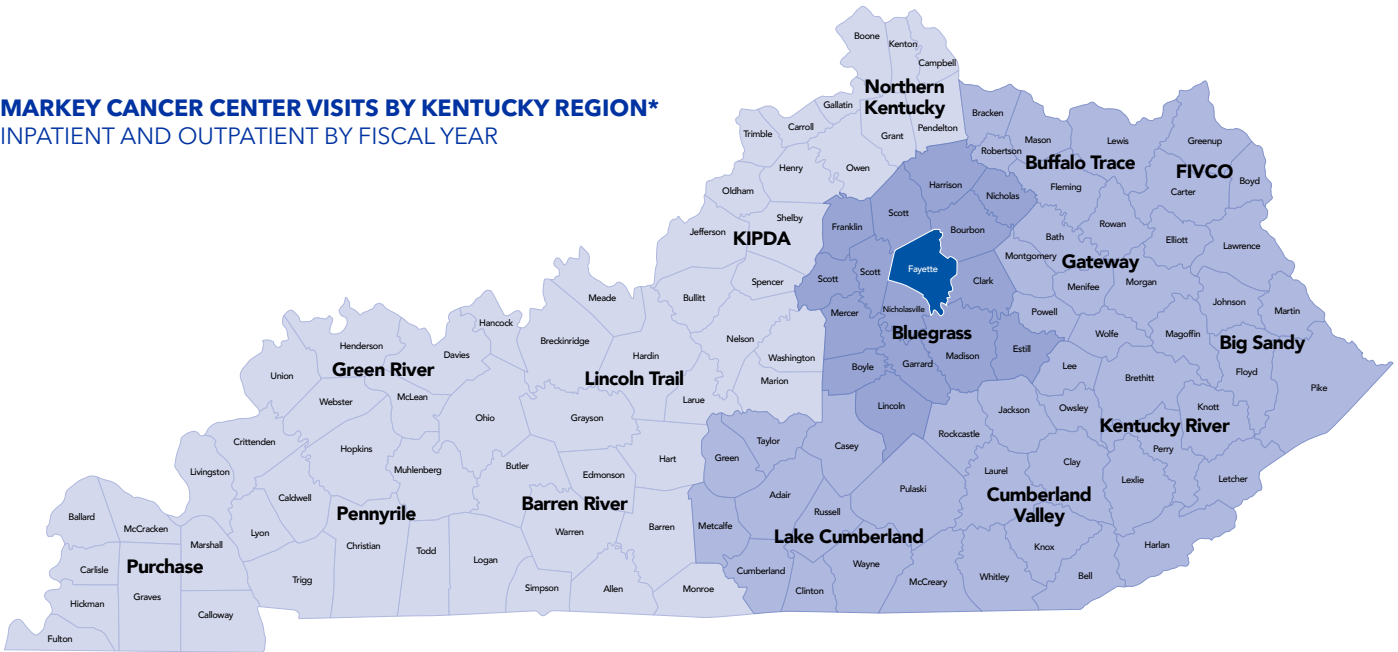 MARKEY CANCER CENTER VISITS BY KENTUCKY REGION*
INPATIENT AND OUTPATIENT BY FISCAL YEAR
Boone
Kenton
Campbell
Northern
Kentucky
Gallatin
Carroll
Trimble
Grant
Pendelton
Owen
Henry
Oldham
Shelby
Jefferson
KIPDA
Spencer
Bullitt
Bracken
Mason
Lewis
Robertson
Buffalo Trace
Fleming
Greenup
FIVCO
Carter
Boyd
Elliott
Lawrence
Harrison
Nicholas
Scott
Franklin
Bourbon
Scott
Scott
Fayette
Clark
Mercer
Nicholasville
Bluegrass
Boyle
Garrard
Madison
Estill
Lincoln
Rowan
Bath
Montgomery
Gateway
Menifee
Morgan
Powell
Johnson
Martin
Magoffin
Big Sandy
Floyd
Pike
Wolfe
Lee
Brethitt
Owsley
Knott
Kentucky River
Perry
Lexlie
Letcher
Meade
Breckinridge
Hardin
Nelson
Washington
Lincoln Trail
Marion
Larue
Grayson
Hancock
Henderson
Davies
Green River
Union
Webster
McLean
Ohio
Crittenden
Hopkins
Livingston
Muhlenberg
Caldwell
Pennyrile
Lyon
Christian
Todd
Trigg
Butler
Edmonson
Hart
Barren River
Warren
Barren
Logan
Simpson
Allen
Monroe
Metcalfe
Ballard
McCracken
Marshall
Carlisle
Purchase
Graves
Hickman
Calloway
Fulton
Taylor
Green
Casey
Adair
Pulaski
Russell
Lake Cumberland
Cumberland
Wayne
Clinton
McCreary
Jackson
Rockcastle
Laurel
Clay
Cumberland
Valley
Knox
Whitley
Bell
Harlan